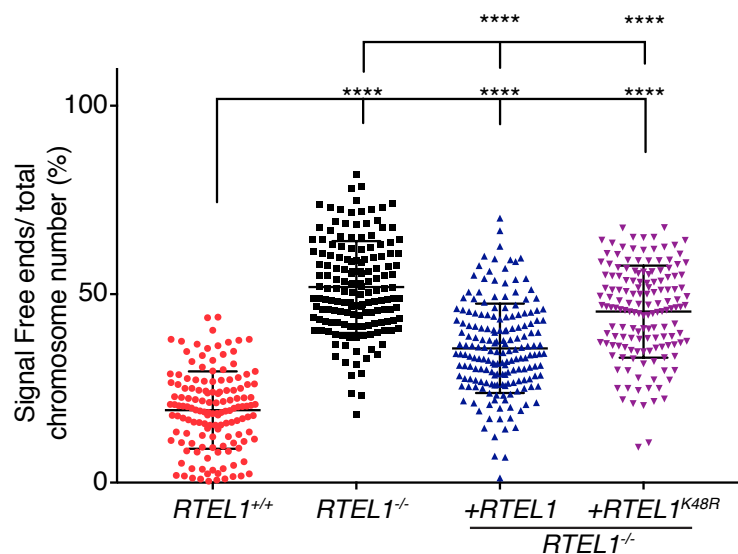 **** ****
**** **** ****
Signal Free ends/ total
chromosome number (%)
100
50
0
RTEL1+/+ RTEL1-/- +RTEL1 +RTEL1K48R
RTEL1-/-